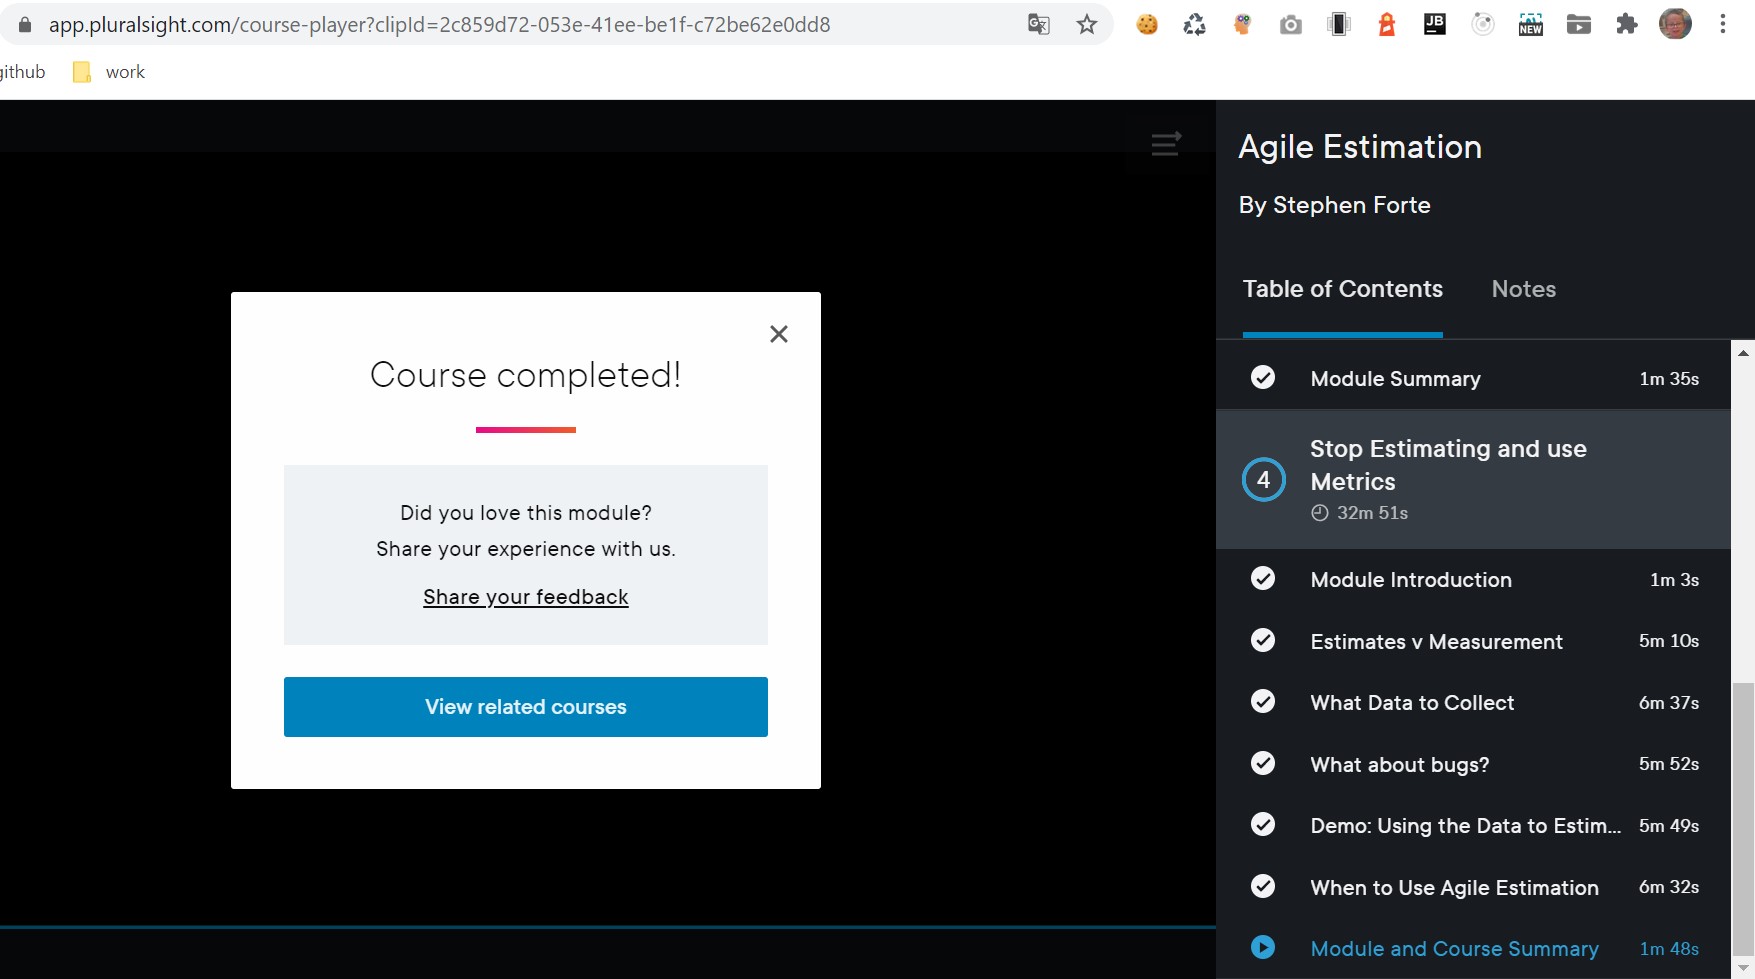 app.pluralsight.com/course-player?clipId=2c859d72-053e-41ee-be1f-c72be62e0dd8
JB
NEW
github
work
Agile Estimation
By Stephen Forte
Table of Contents
Notes
Course completed!
Did you love this module?
Share your experience with us.
Share your feedback
View related courses
Module Summary 1m 35s
4
Stop Estimating and use
Metrics
32m 51s
Module Introduction 1m 3s
Estimates v Measurement 5m 10s
What Data to Collect 6m 37s
What about bugs? 5m 52s
Demo: Using the Data to Estim... 5m 49s
When to Use Agile Estimation 6m 32s
Module and Course Summary 1m 48s